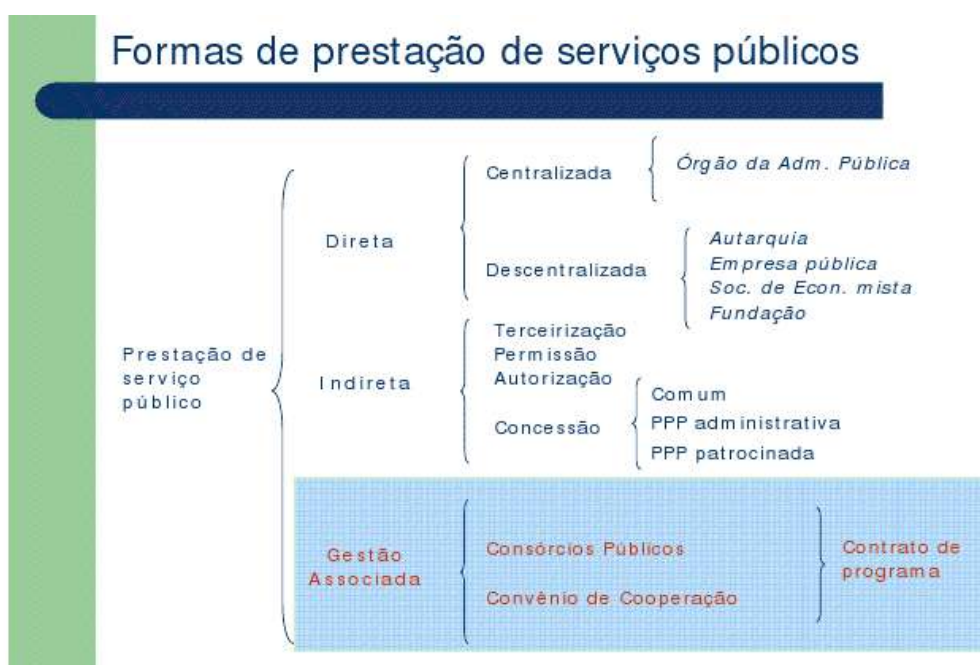 Formas de prestação de serviços públicos
Prestação de
serviço
público
Direta
Centralizada
Órgão da Adm. Pública
Descentralizada
Autarquia
Empresa pública
Soc. de Econ. mista
Fundação
Indireta
Terceirização
Permissão
Autorização
Concessão
Comum
PPP administrativa
PPP patrocinada
Gestão
Associada
Consórcios Públicos
Convênio de Cooperação
Contrato de
programa